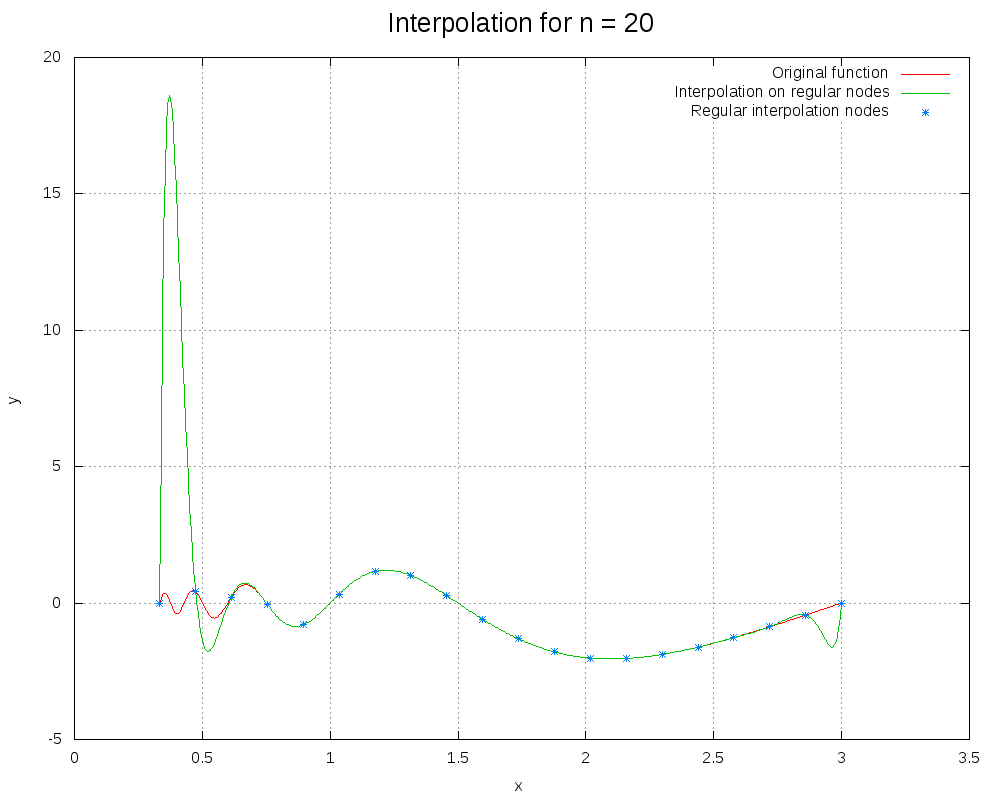 Interpolation for n = 20
20
15
10
5
0
-5
y
Original function
Interpolation on regular nodes
Regular interpolation nodes
0 0.5 1 1.5 2 2.5 3 3.5
x